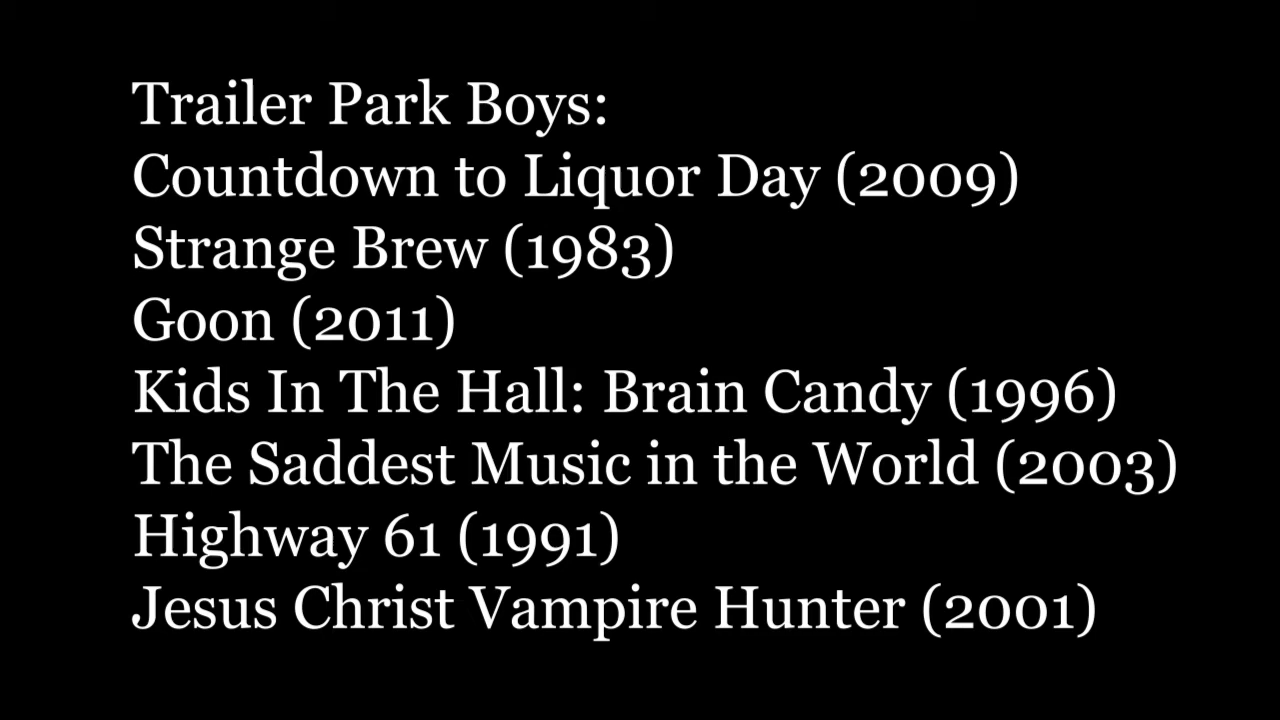 Trailer Park Boys:
Countdown to Liquor Day (2009)
Strange Brew (1983)
Goon (2011)
Kids In The Hall: Brain Candy (1996)
The Saddest Music in the World (2003)
Highway 61 (1991)
Jesus Christ Vampire Hunter (2001)